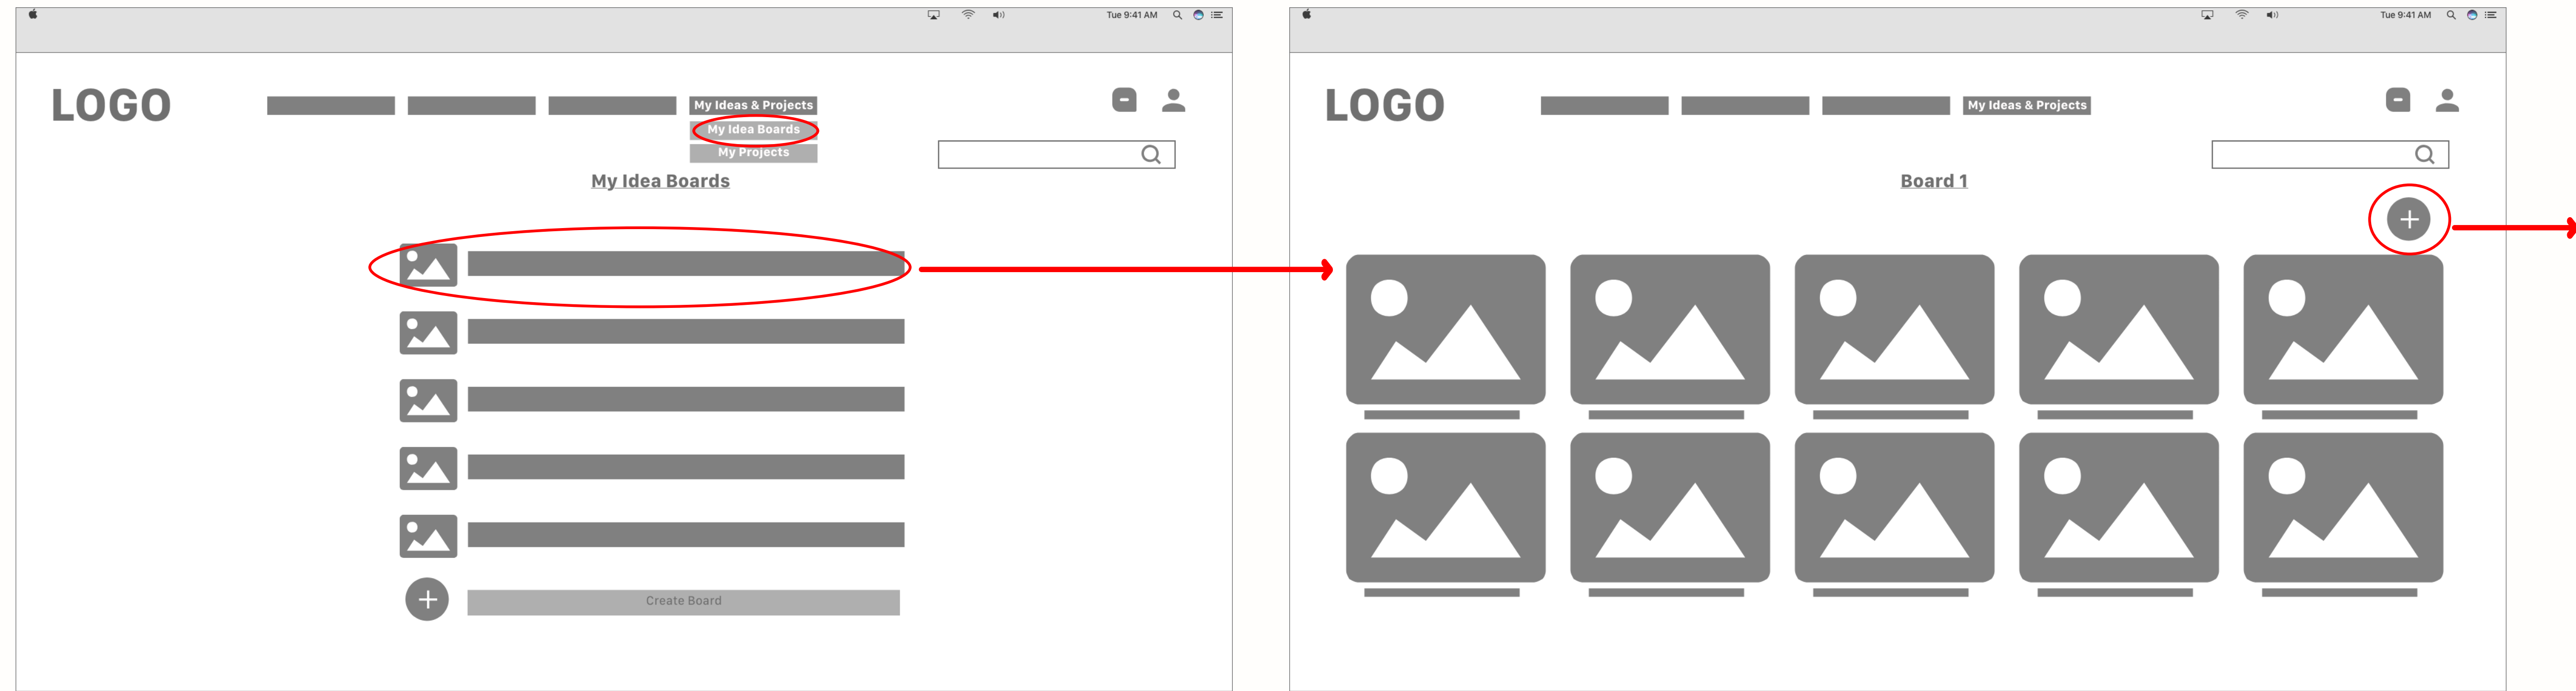 Tue 9:41 AM
LOGO
My Ideas & Projects
My Idea Boards
My Projects
My Idea Boards
Create Board
Tue 9:41 AM
LOGO
My Ideas & Projects
Board 1